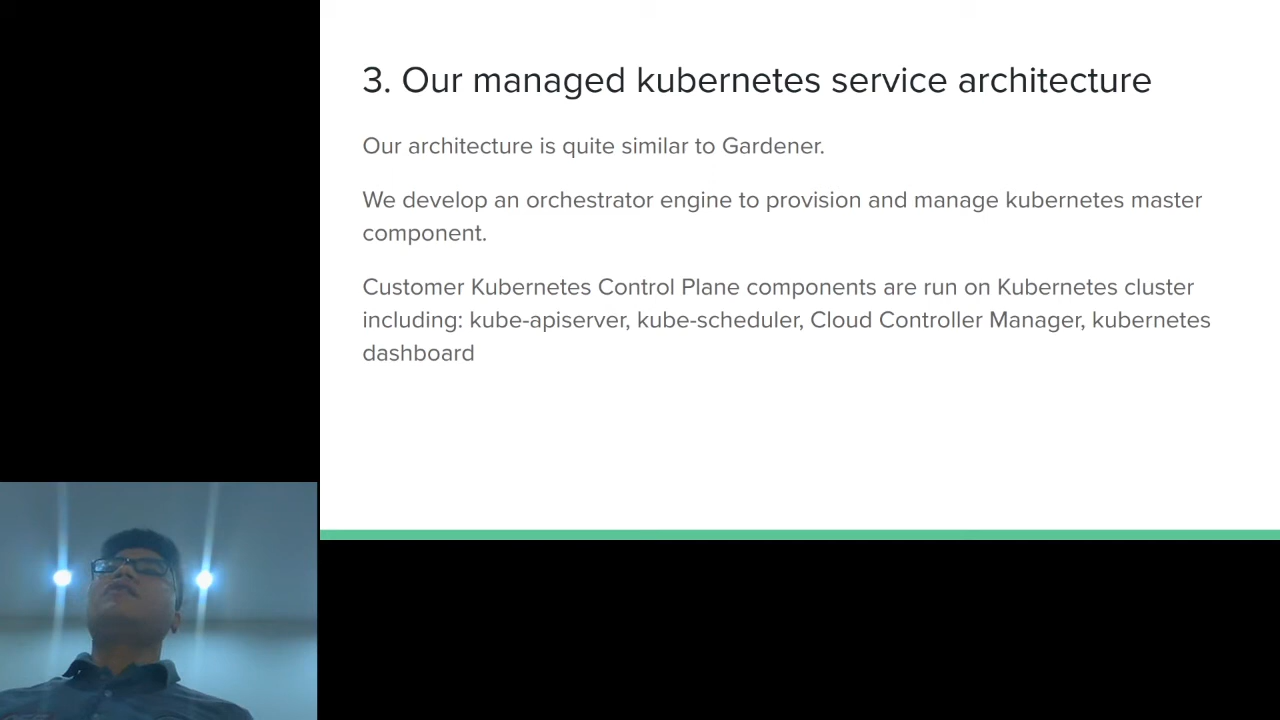 3. Our managed kubernetes service architecture
Our architecture is quite similar to Gardener.
We develop an orchestrator engine to provision and manage kubernetes master
component.
Customer Kubernetes Control Plane components are run on Kubernetes cluster
including: kube-apiserver, kube-scheduler, Cloud Controller Manager, kubernetes
dashboard